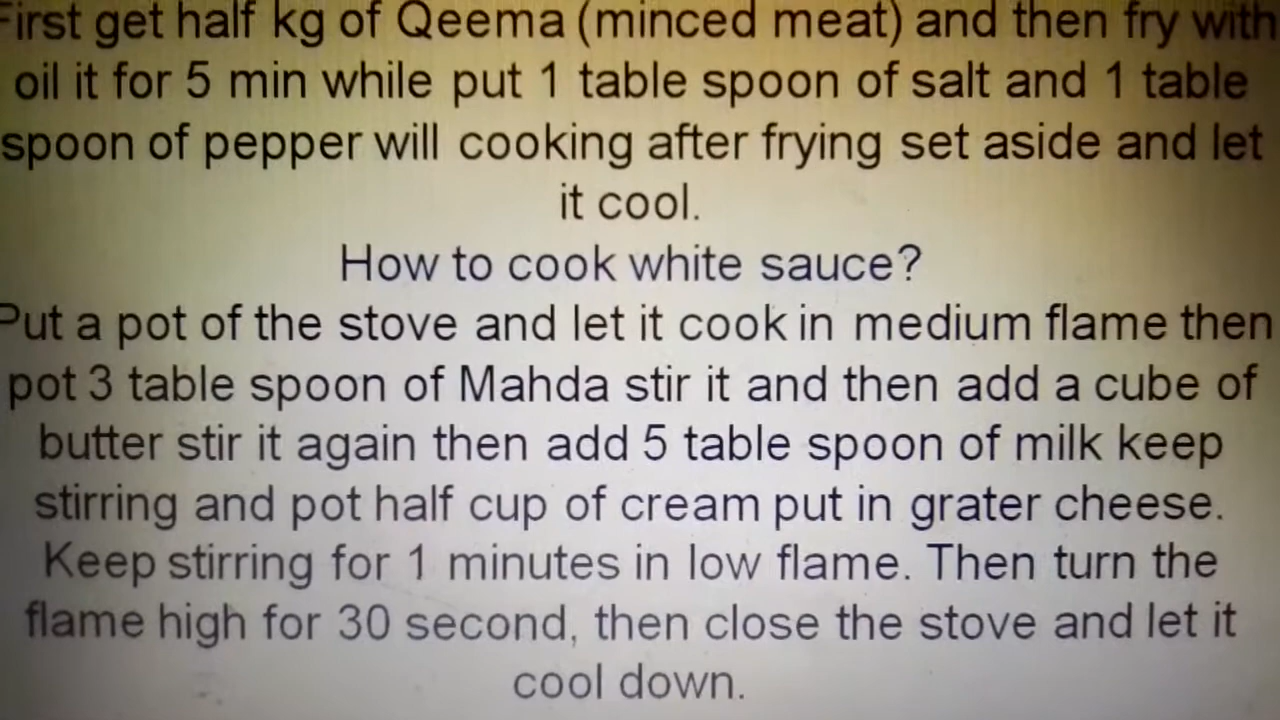 First get half kg of Qeema (minced meat) and then fry with
oil it for 5 min while put 1 table spoon of salt and 1 table
spoon of pepper will cooking after frying set aside and let
it cool.
How to cook white sauce?
Put a pot of the stove and let it cook in medium flame then
pot 3 table spoon of Mahda stir it and then add a cube of
butter stir it again then add 5 table spoon of milk keep
stirring and pot half cup of cream put in grater cheese.
Keep stirring for 1 minutes in low flame. Then turn the
flame high for 30 second, then close the stove and let it
cool down.